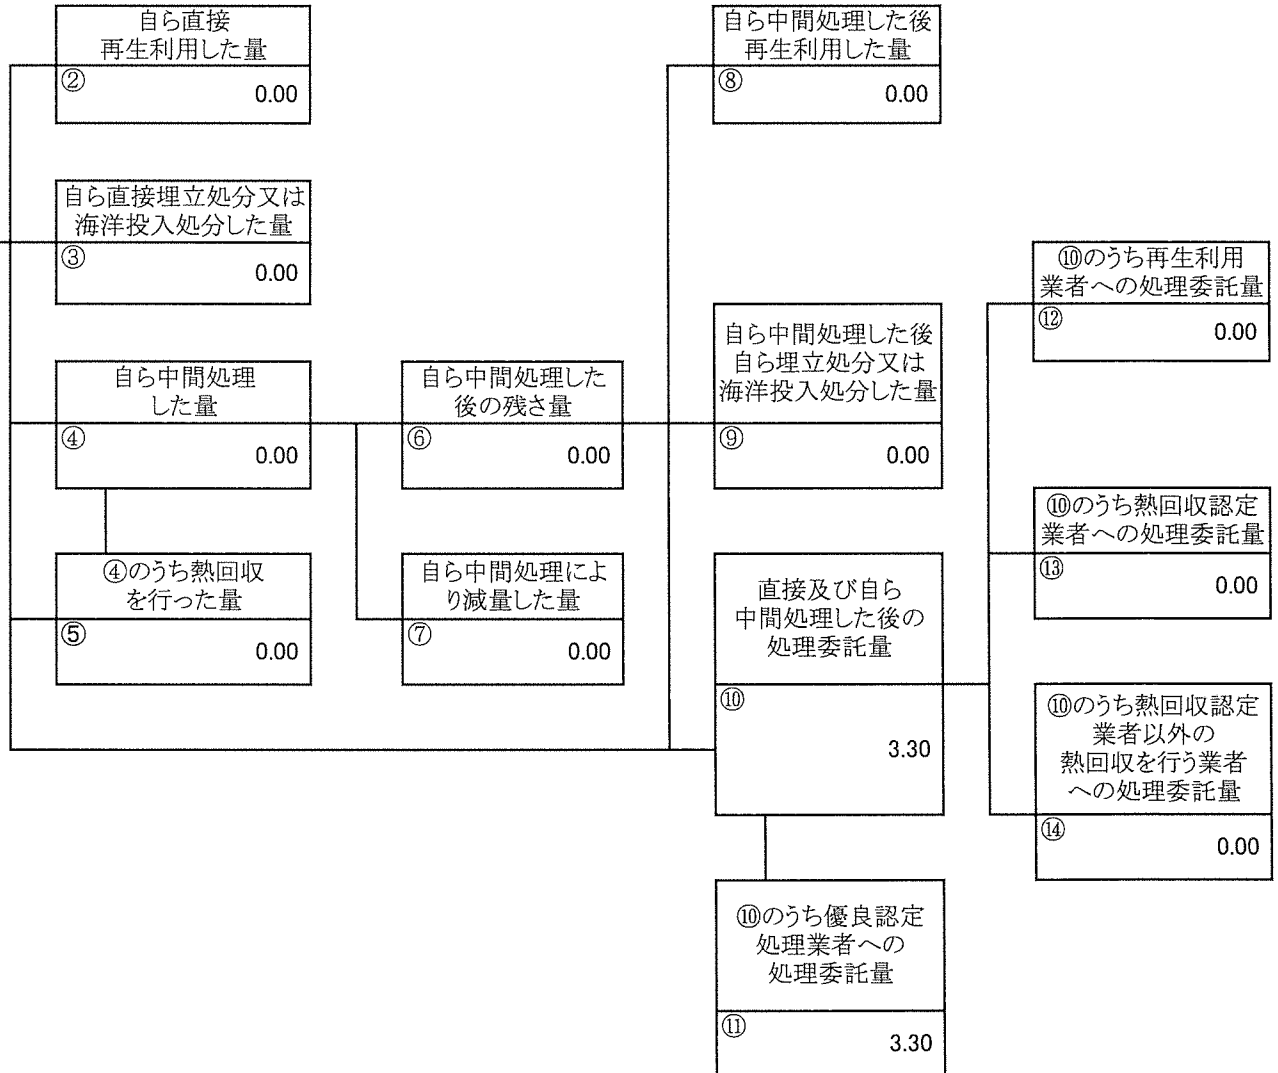 自ら直接
再生利用した量
②
0.00
自ら直接埋立処分又は
海洋投入処分した量
③
0.00
自ら中間処理
した量
④
0.00
④のうち熱回収
を行った量
⑤
0.00
自ら中間処理した
後の残さ量
⑥
0.00
自ら中間処理によ
り減量した量
⑦
0.00
自ら中間処理した後
再生利用した量
⑧
0.00
自ら中間処理した後
自ら埋立処分又は
海洋投入処分した量
⑨
0.00
直接及び自ら
中間処理した後の
処理委託量
⑩
3.30
⑩のうち優良認定
処理業者への
処理委託量
⑪
3.30
⑩のうち再生利用
業者への処理委託量
⑫
0.00
⑩のうち熱回収認定
業者への処理委託量
⑬
0.00
⑩のうち熱回収認定
業者以外の
熱回収を行う業者
への処理委託量
⑭
0.00